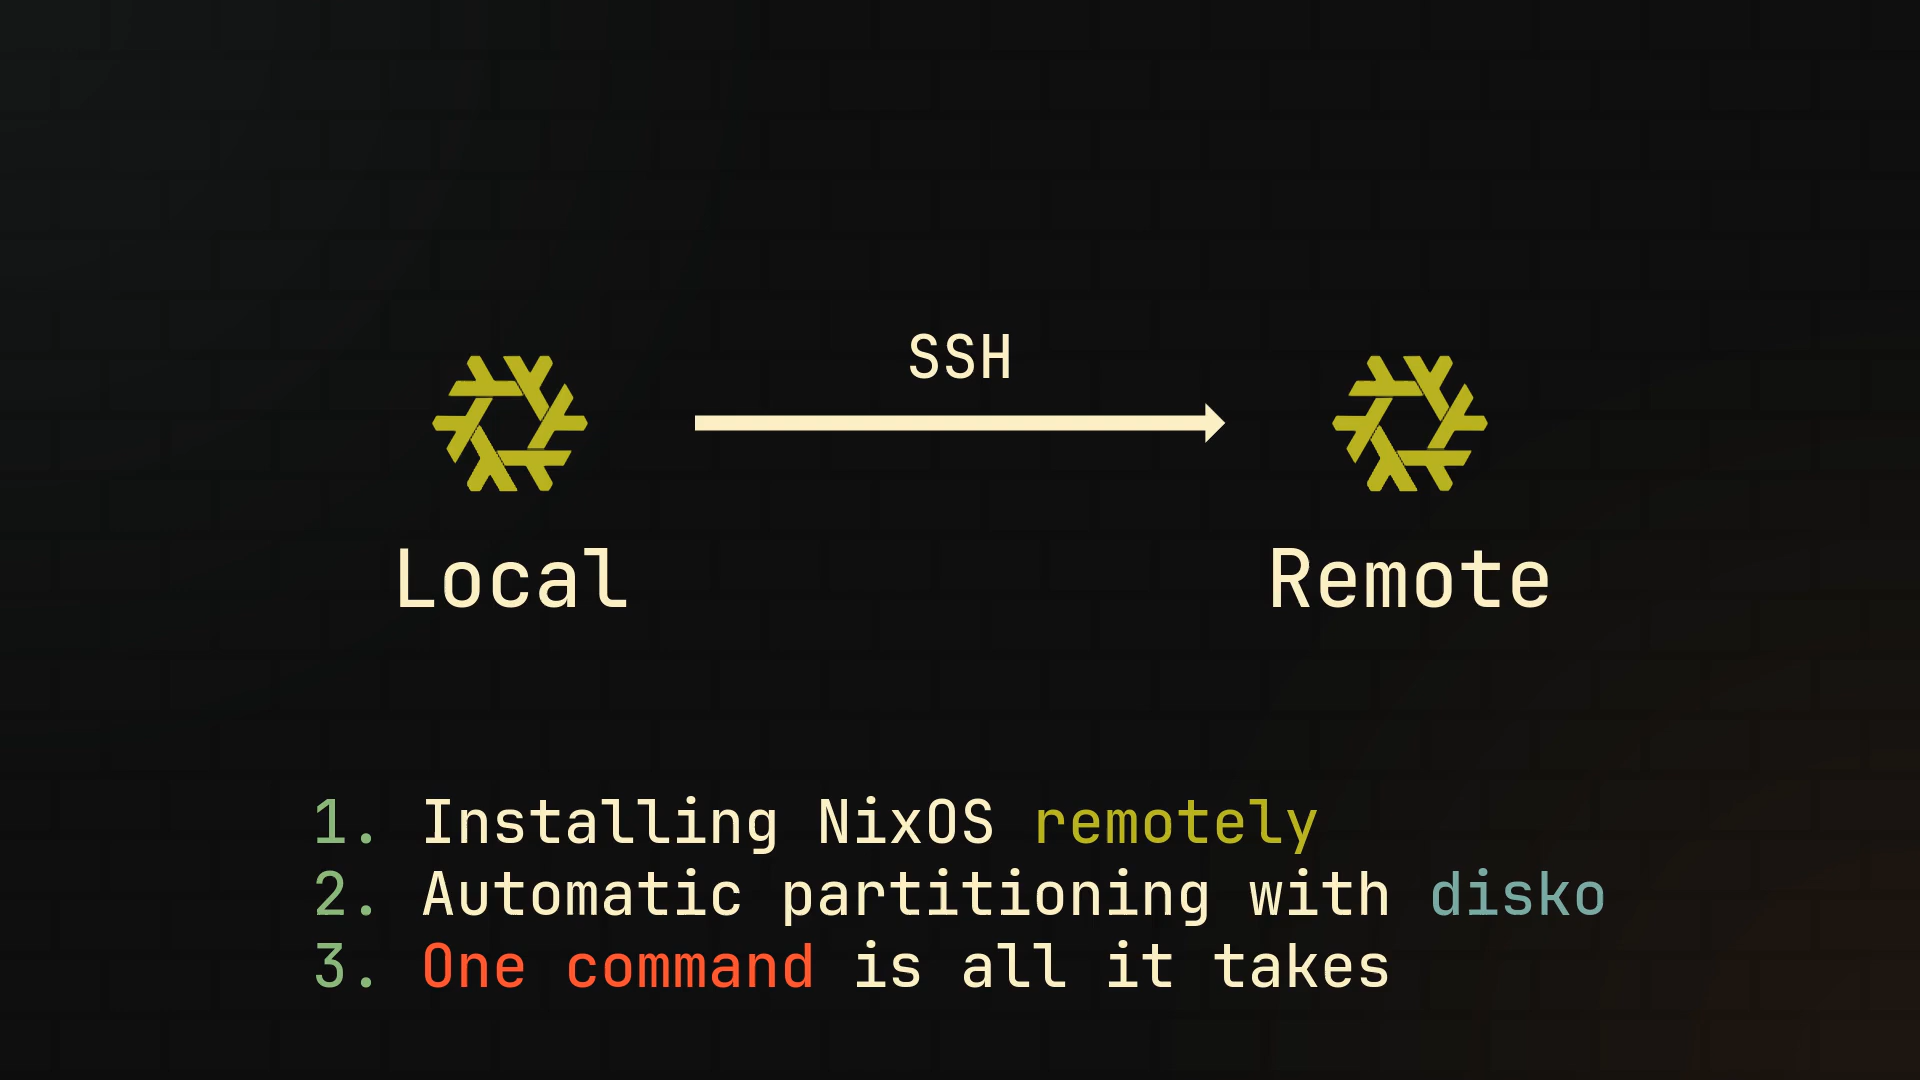 SSH
Local
Remote
1. Installing NixOS remotely
2. Automatic partitioning with disko
3. One command is all it takes